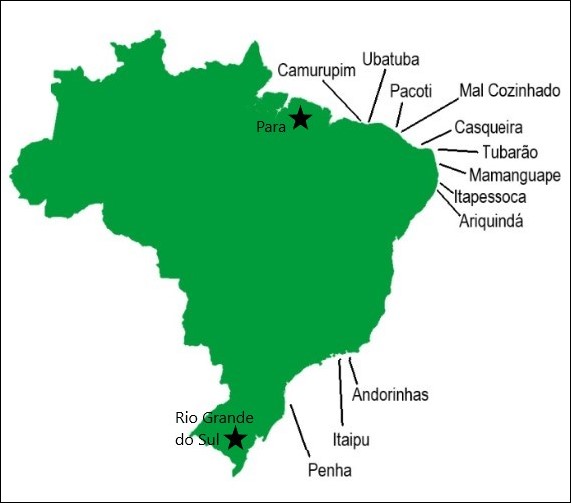 Ubatuba
Camurupim
Pacoti
Mal Cozinhado
Para
Casqueira
Tubarão
Mamanguape
Itapessoca
Ariquindá
Andorinhas
Rio Grande
do Sul
Itaipu
Penha